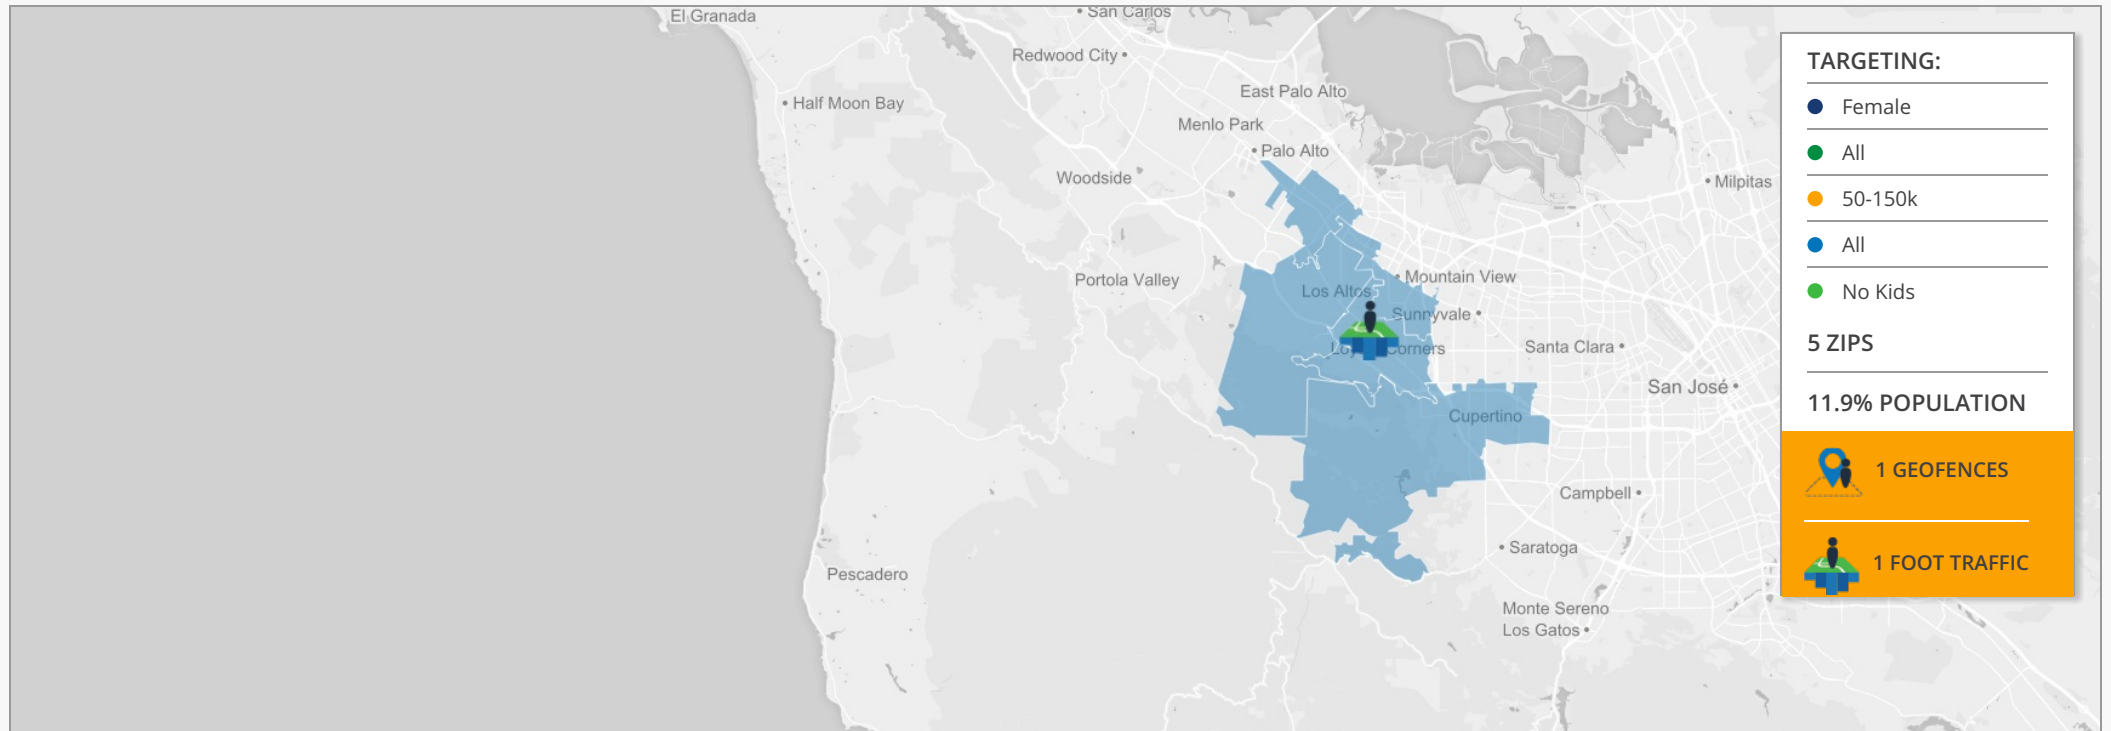 El Granada
San Carlos
Redwood City
East Palo Alto
Half Moon Bay
Menlo Park
Palo Alto
Woodside
Milpitas
Portola Valley
Mountain View
Los Altos
Sunnyvale
Corners
Santa Clara
San José
Cupertino
Campbell
Saratoga
Pescadero
Monte Sereno
Los Gatos
TARGETING:
Female
All
50-150k
All
No Kids
5 ZIPS
11.9% POPULATION
1 GEOFENCES
1 FOOT TRAFFIC